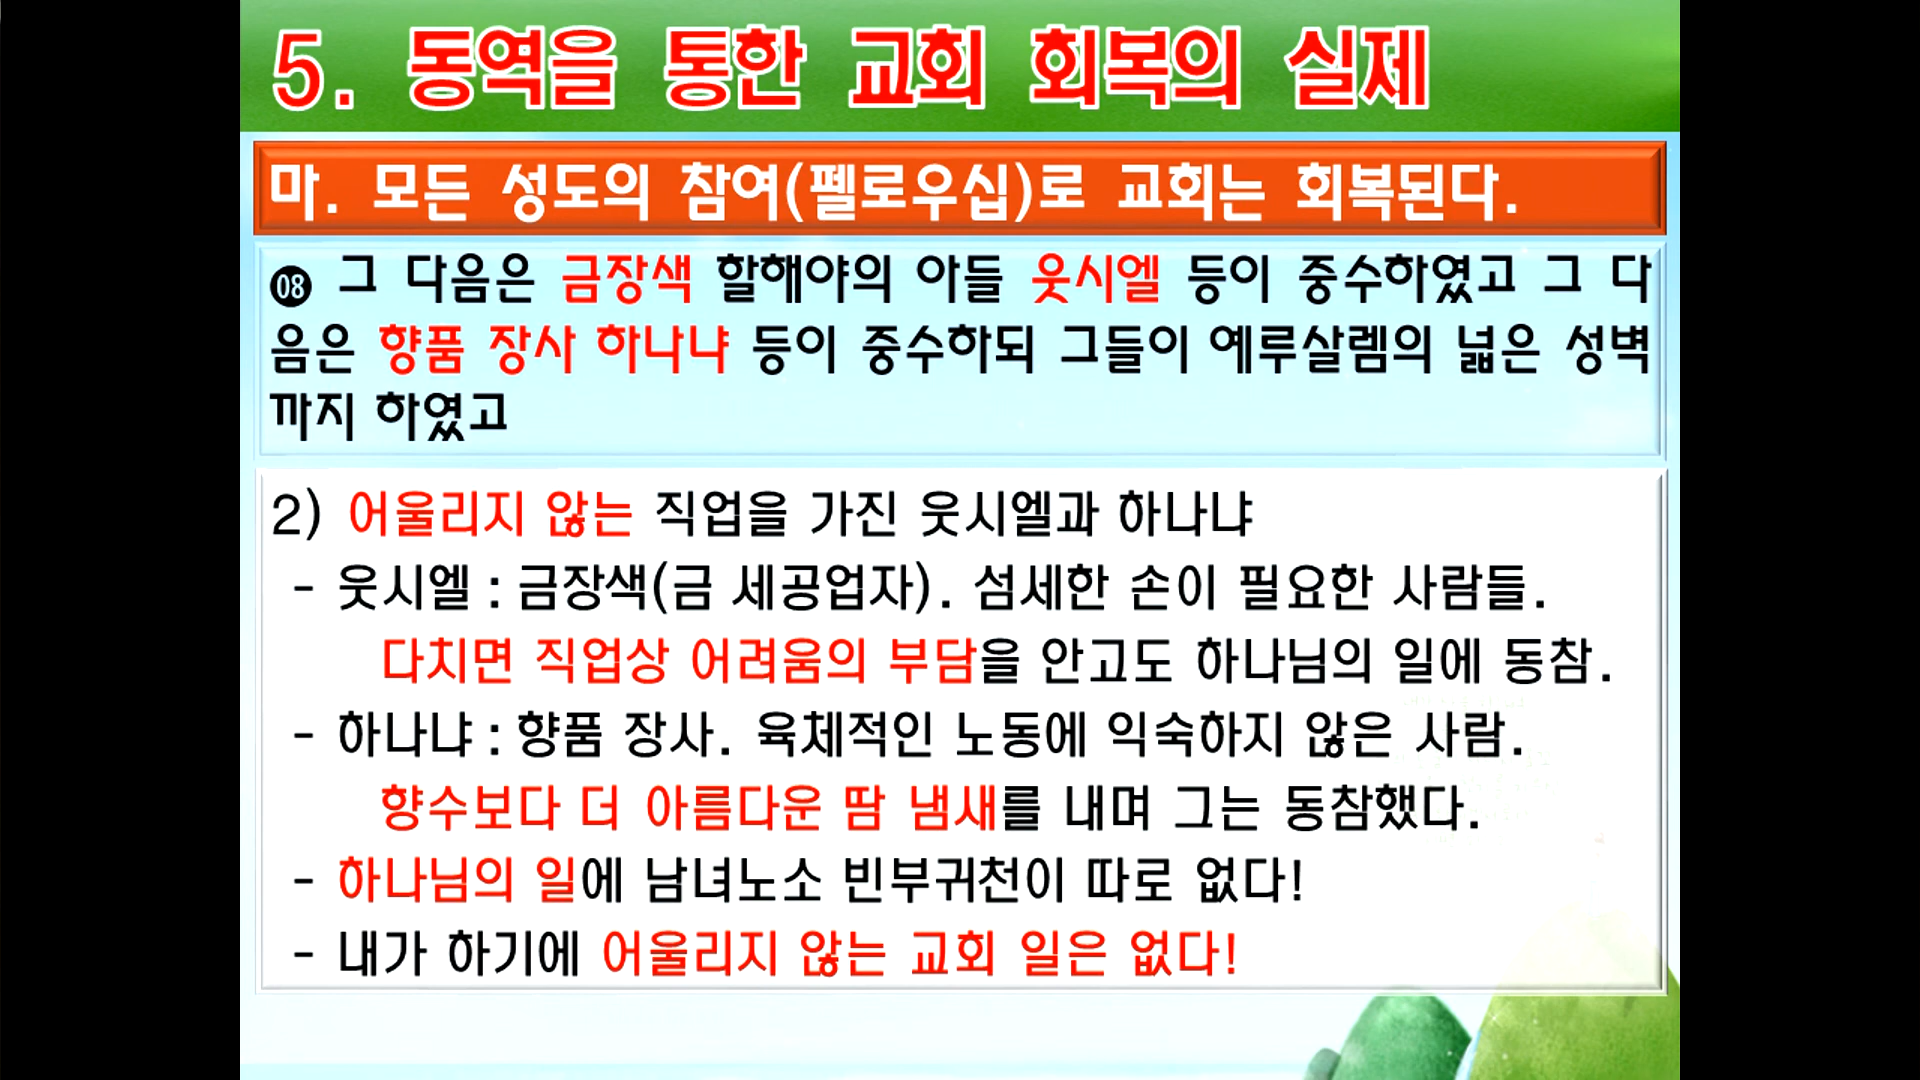 5. 동역을 통한 교회 회복의 실제
마. 모든 성도의 참여(펠로우십)로 교회는 회복된다.
08 그 다음은 금장색 할해야의 아들 웃시엘 등이 중수하였고 그 다
음은 향품 장사 하나냐 등이 중수하되 그들이 예루살렘의 넓은 성벽
까지 하였고
2) 어울리지 않는 직업을 가진 웃시엘과 하나냐
- 웃시엘 : 금장색(금 세공업자). 섬세한 손이 필요한 사람들.
다치면 직업상 어려움의 부담을 안고도 하나님의 일에 동참.
- 하나냐 : 향품 장사. 육체적인 노동에 익숙하지 않은 사람.
향수보다 더 아름다운 땀 냄새를 내며 그는 동참했다.
- 하나님의 일에 남녀노소 빈부귀천이 따로 없다!
- 내가 하기에 어울리지 않는 교회 일은 없다!